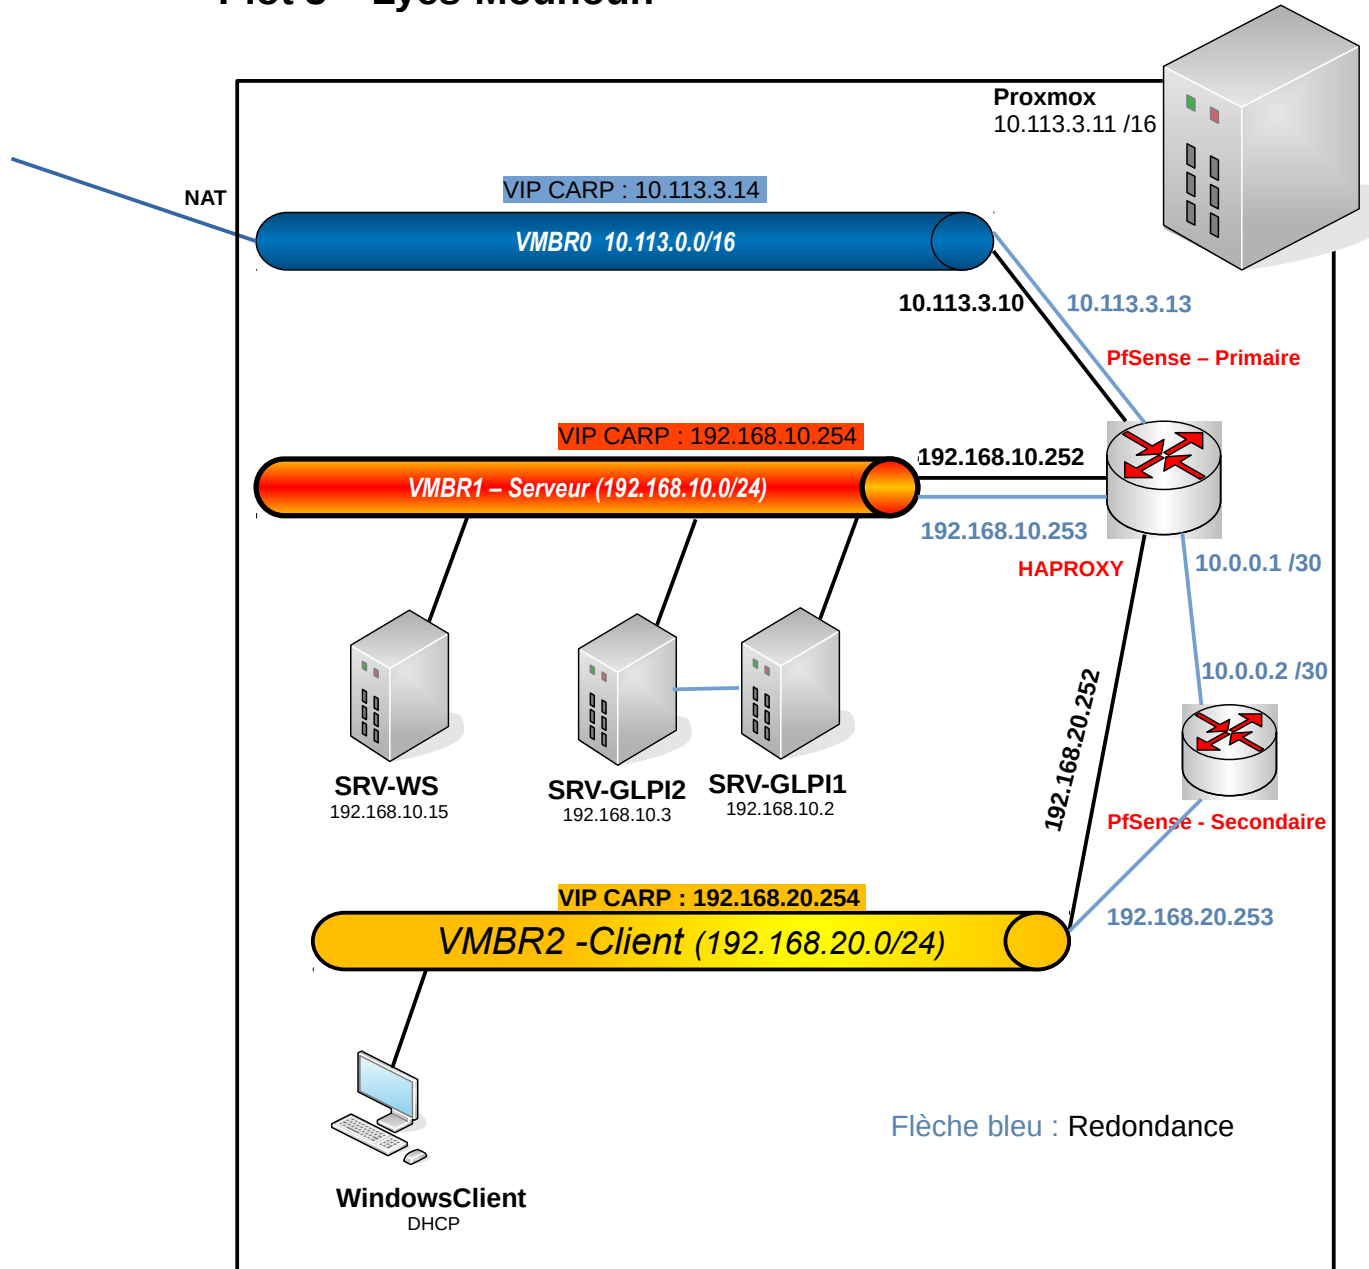 Proxmox
10.113.3.11 /16
NAT
VIP CARP : 10.113.3.14
VMBR0 10.113.0.0/16
10.113.3.10
10.113.3.13
PfSense – Primaire
VIP CARP : 192.168.10.254
192.168.10.252
VMBR1 – Serveur (192.168.10.0/24)
192.168.10.253
HAPROXY
10.0.0.1 /30
10.0.0.2 /30
192.168.20.252
SRV-WS
192.168.10.15
SRV-GLPI2
192.168.10.3
SRV-GLPI1
192.168.10.2
PfSense - Secondaire
VIP CARP : 192.168.20.254
192.168.20.253
VMBR2 -Client (192.168.20.0/24)
Flèche bleu : Redondance
WindowsClient
DHCP